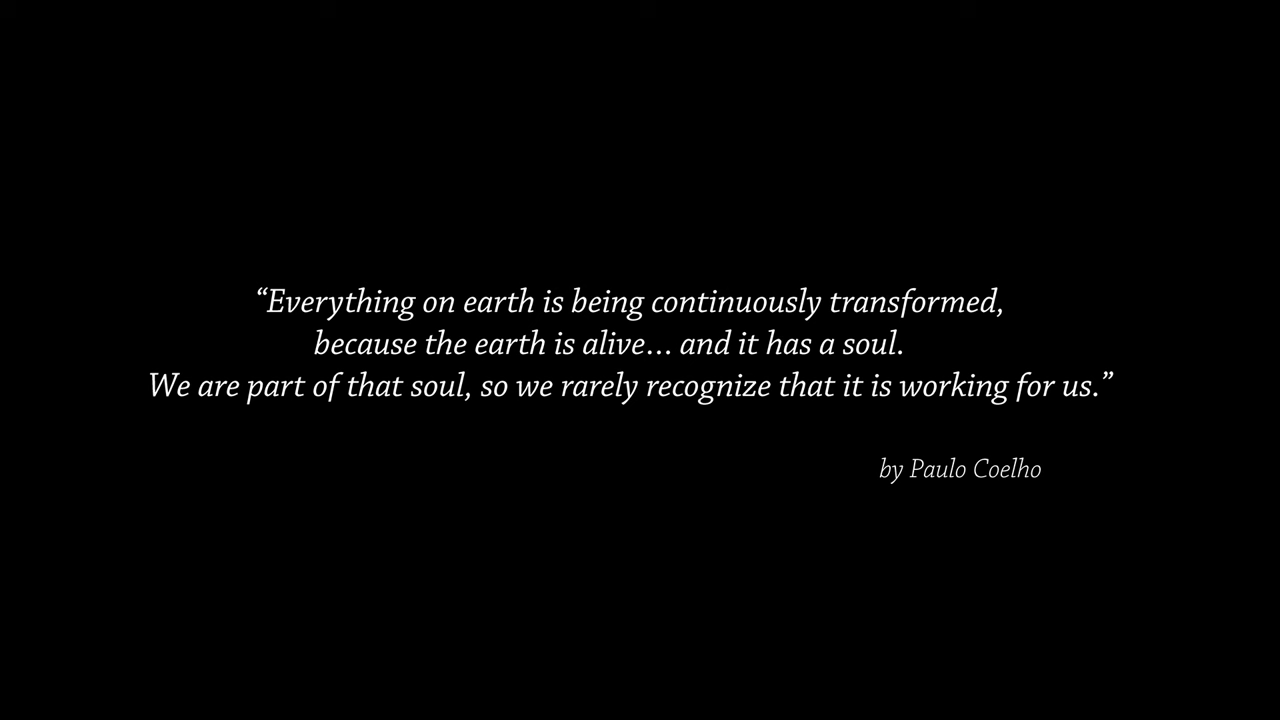 “Everything on earth is being continuously transformed,
because the earth is alive... and it has a soul.
We are part of that soul, so we rarely recognize that it is working for us.”
by Paulo Coelho